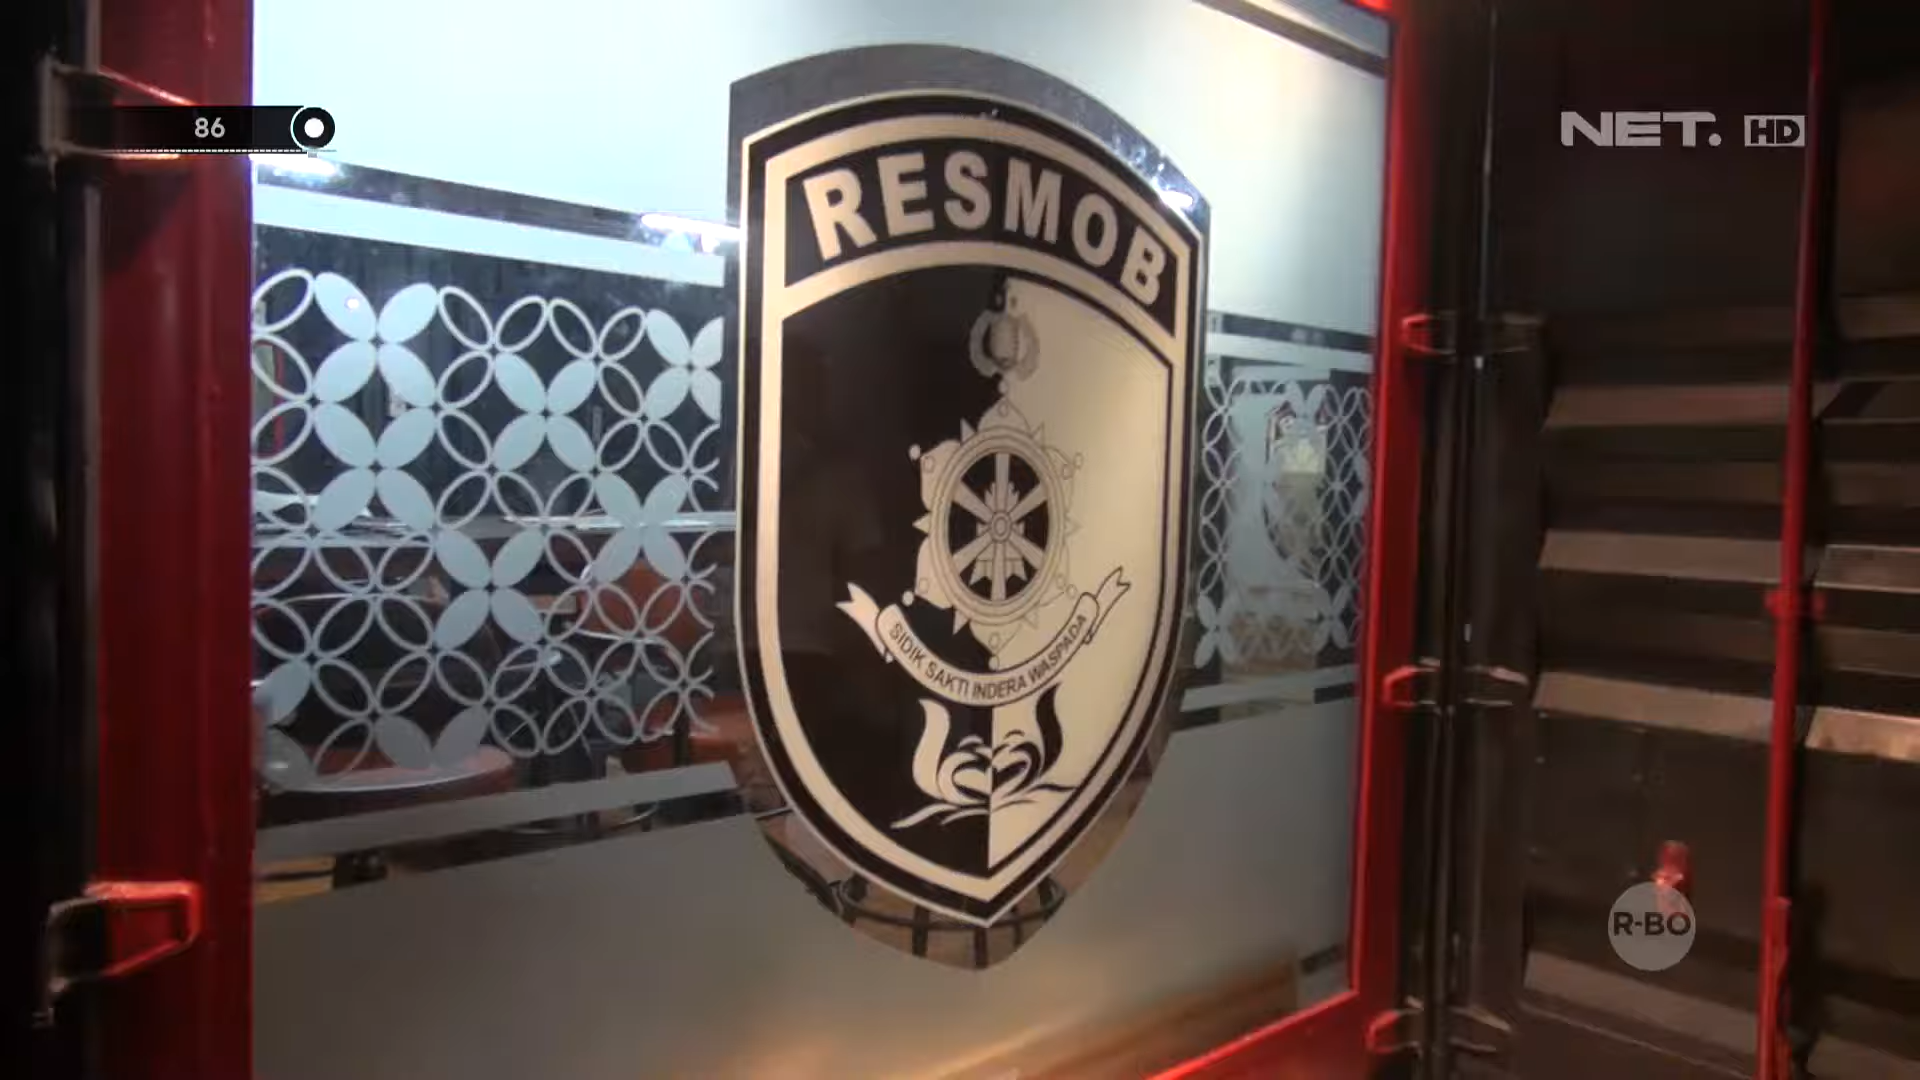 86
NET. HD
RESMOB
SIDIK SAKTI INDERA WASPADA
R-BO